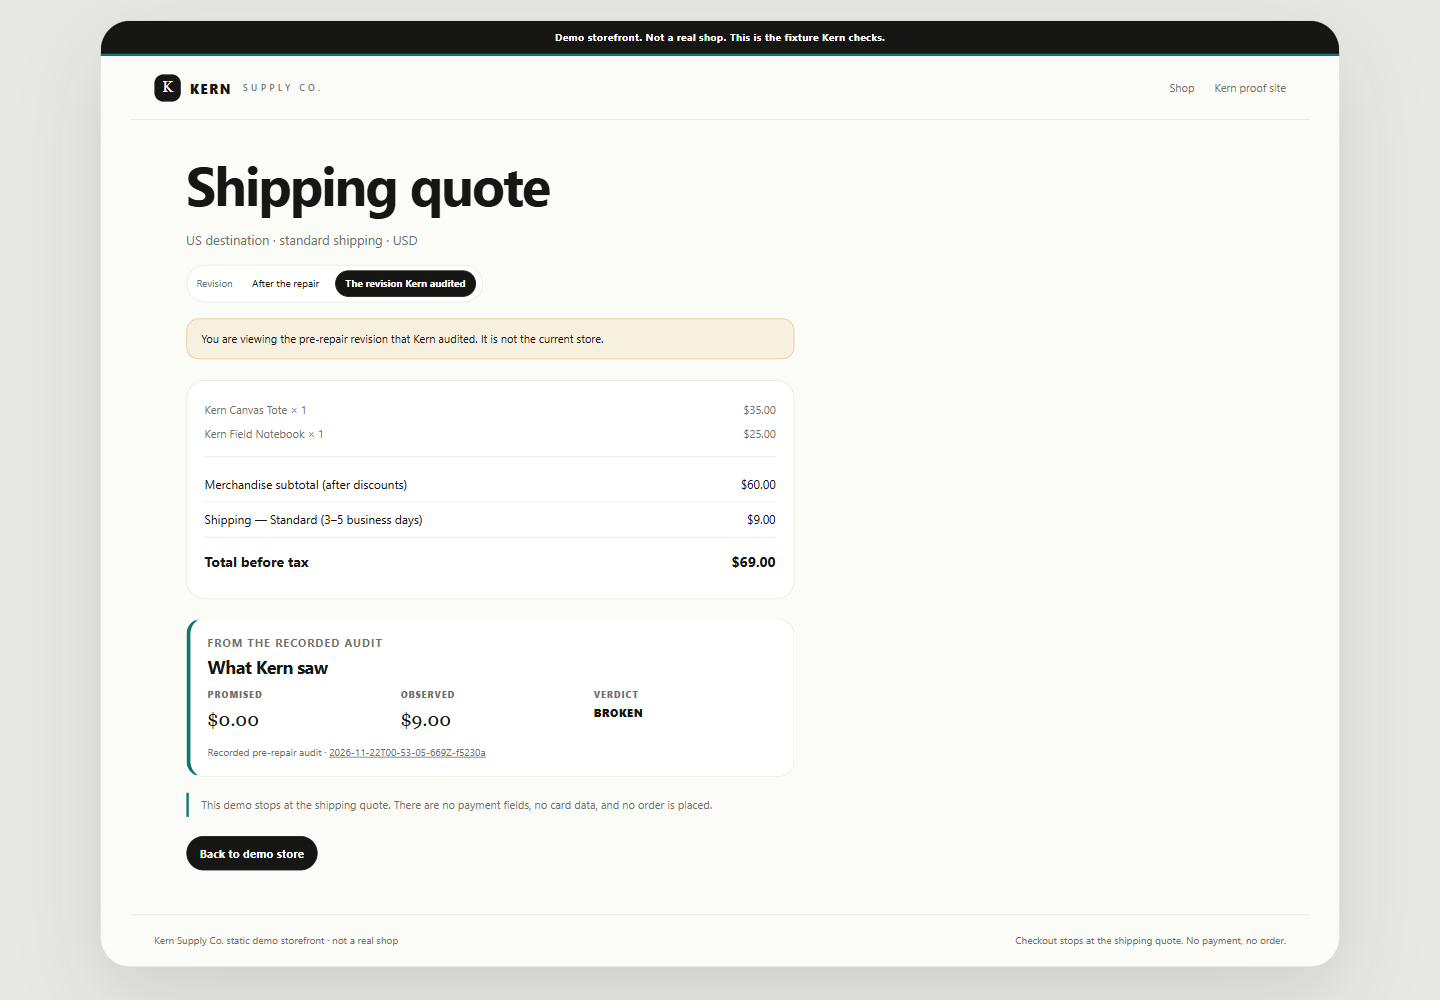 Demo storefront. Not a real shop. This is the fixture Kern checks.
K KERN SUPPLY CO. Shop Kern proof site
Shipping quote
US destination · standard shipping · USD
Revision After the repair The revision Kern audited
You are viewing the pre-repair revision that Kern audited. It is not the current store.
Kern Canvas Tote × 1 $35.00
Kern Field Notebook × 1 $25.00
Merchandise subtotal (after discounts) $60.00
Shipping — Standard (3–5 business days) $9.00
Total before tax $69.00
FROM THE RECORDED AUDIT
What Kern saw
PROMISED OBSERVED VERDICT
$0.00 $9.00 BROKEN
Recorded pre-repair audit · 2026-11-22T00-53-05-669Z-f5230a
This demo stops at the shipping quote. There are no payment fields, no card data, and no order is placed.
Back to demo store
Kern Supply Co. static demo storefront · not a real shop Checkout stops at the shipping quote. No payment, no order.